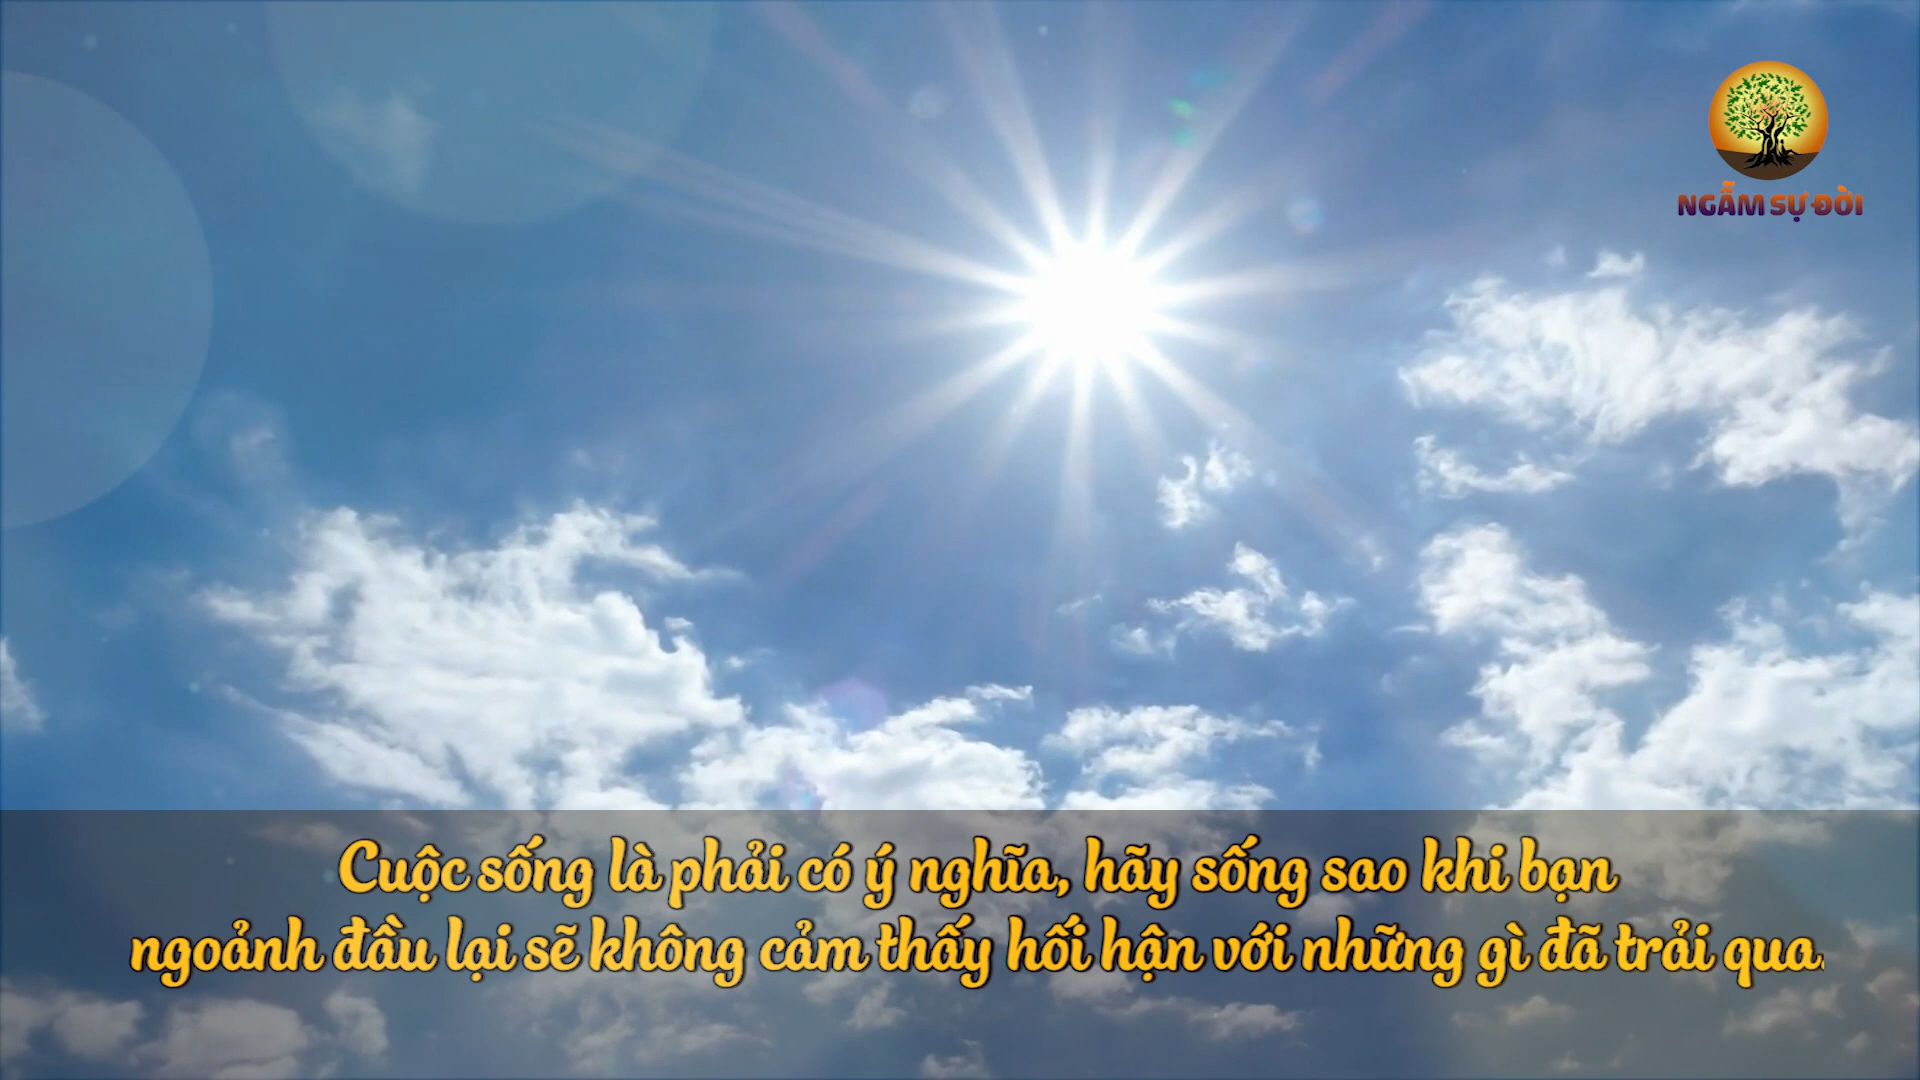 NGẪM SỰ ĐỜI
Cuộc sống là phải có ý nghĩa, hãy sống sao khi bạn
ngoảnh đầu lại sẽ không cảm thấy hối hận với những gì đã trải qua.